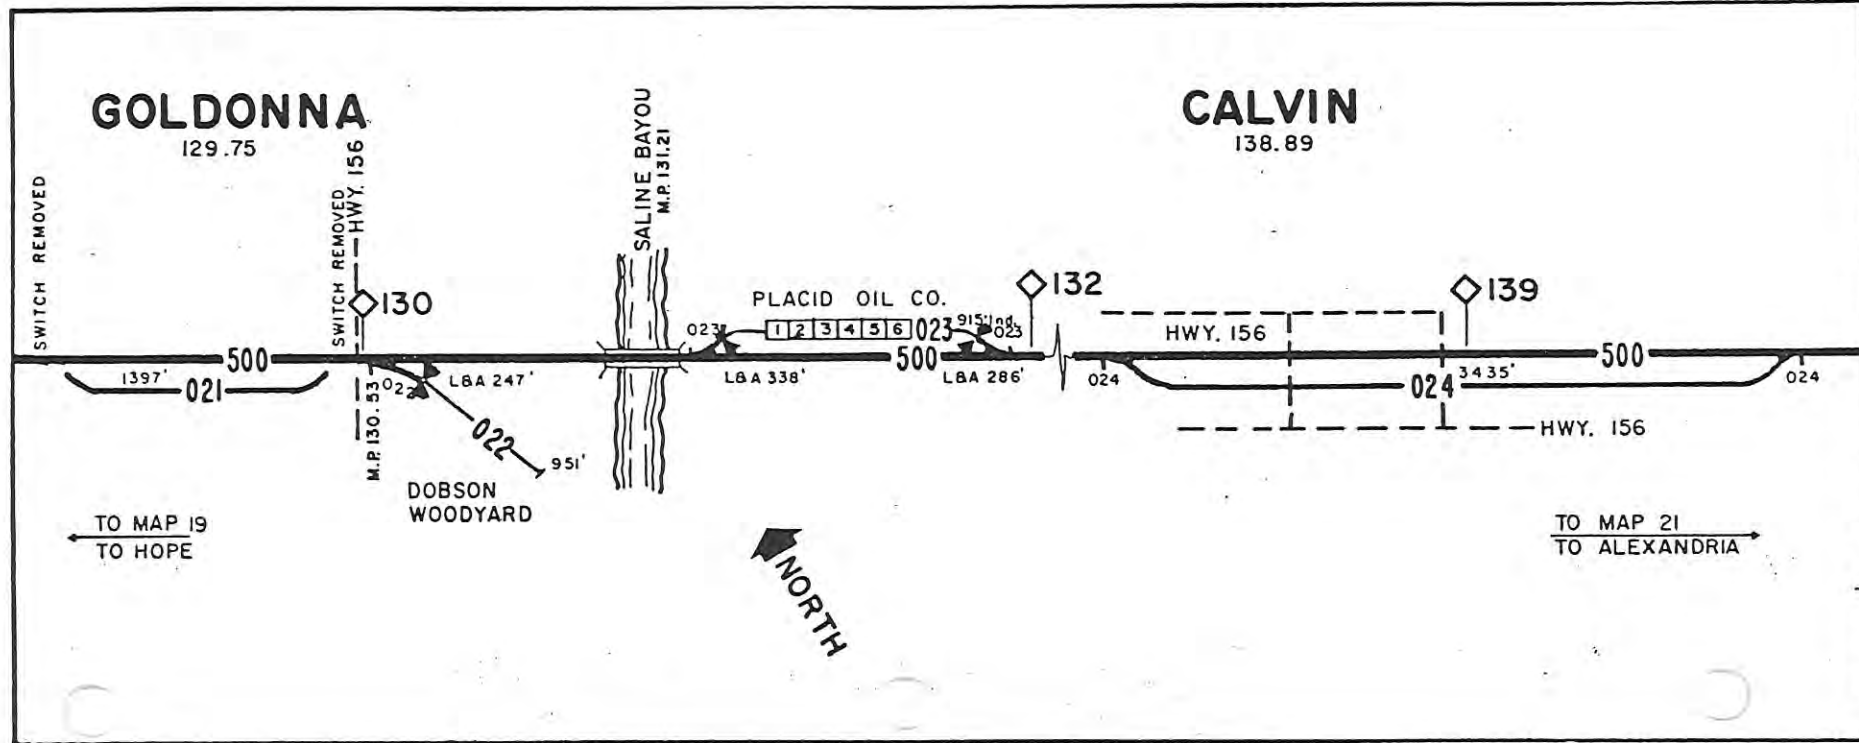 GOLDONNA
129.75
CALVIN
138.89
SWITCH REMOVED
SWITCH REMOVED
HWY. 156
SALINE BAYOU
M.P. 131.21
130
132
139
PLACID OIL CO.
1 2 3 4 5 6
023
023
915' Ind.
023
HWY. 156
500
500
500
1397'
021
022
L&A 247'
L&A 338'
L&A 286'
024
024
3435'
024
M.P. 130.53
022
951'
HWY. 156
DOBSON
WOODYARD
TO MAP 19
TO HOPE
NORTH
TO MAP 21
TO ALEXANDRIA